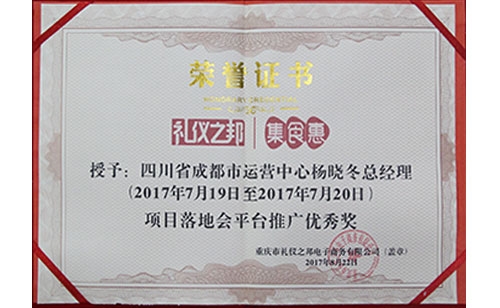 荣誉证书
礼仪之邦 集食惠
授予：四川省成都市运营中心杨晓冬总经理
（2017年7月19日至2017年7月20日）
项目落地会平台推广优秀奖
重庆市礼仪之邦电子商务有限公司（盖章）
2017年8月22日